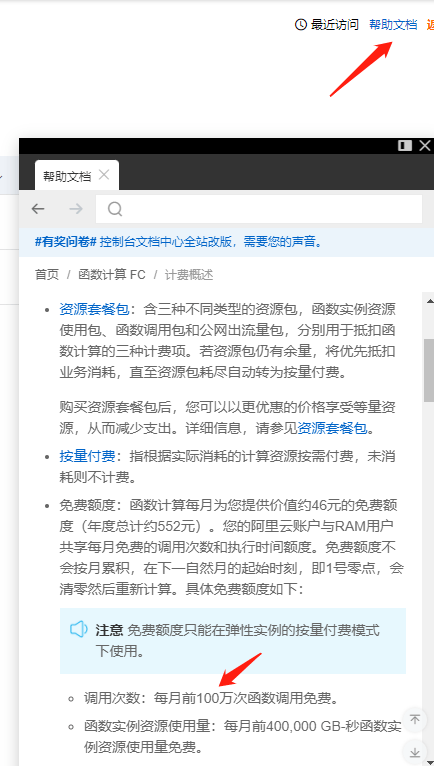 最近访问 帮助文档
帮助文档
#有奖问卷# 控制台文档中心全站改版，需要您的声音。
首页 / 函数计算 FC / 计费概述
资源套餐包：含三种不同类型的资源包，函数实例资源
使用包、函数调用包和公网出流量包，分别用于抵扣函
数计算的三种计费项。若资源包仍有余量，将优先抵扣
业务消耗，直至资源包耗尽自动转为按量付费。
购买资源套餐包后，您可以以更优惠的价格享受等量资
源，从而减少支出。详细信息，请参见资源套餐包。
按量付费：指根据实际消耗的计算资源按需付费，未消
耗则不计费。
免费额度：函数计算每月为您提供价值约46元的免费额
度（年度总计约552元）。您的阿里云账户与RAM用户
共享每月免费的调用次数和执行时间额度。免费额度不
会按月累积，在下一自然月的起始时刻，即1号零点，会
清零然后重新计算。具体免费额度如下：
注意 免费额度只能在弹性实例的按量付费模式
下使用。
调用次数：每月前100万次函数调用免费。
函数实例资源使用量：每月前400,000 GB-秒函数实
例资源使用量免费。